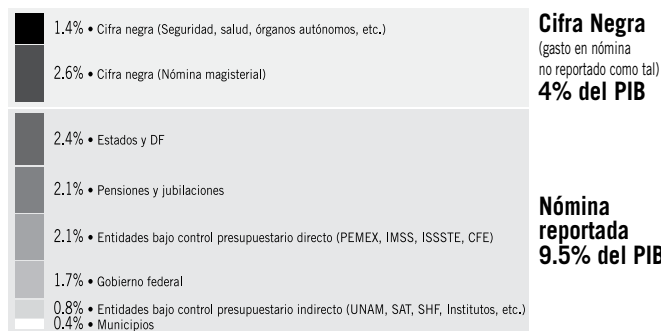 1.4% • Cifra negra (Seguridad, salud, órganos autónomos, etc.)
2.6% • Cifra negra (Nómina magisterial)
Cifra Negra
(gasto en nómina
no reportado como tal)
4% del PIB
2.4% • Estados y DF
2.1% • Pensiones y jubilaciones
2.1% • Entidades bajo control presupuestario directo (PEMEX, IMSS, ISSSTE, CFE)
1.7% • Gobierno federal
0.8% • Entidades bajo control presupuestario indirecto (UNAM, SAT, SHF, Institutos, etc.)
0.4% • Municipios
Nómina
reportada
9.5% del PIB